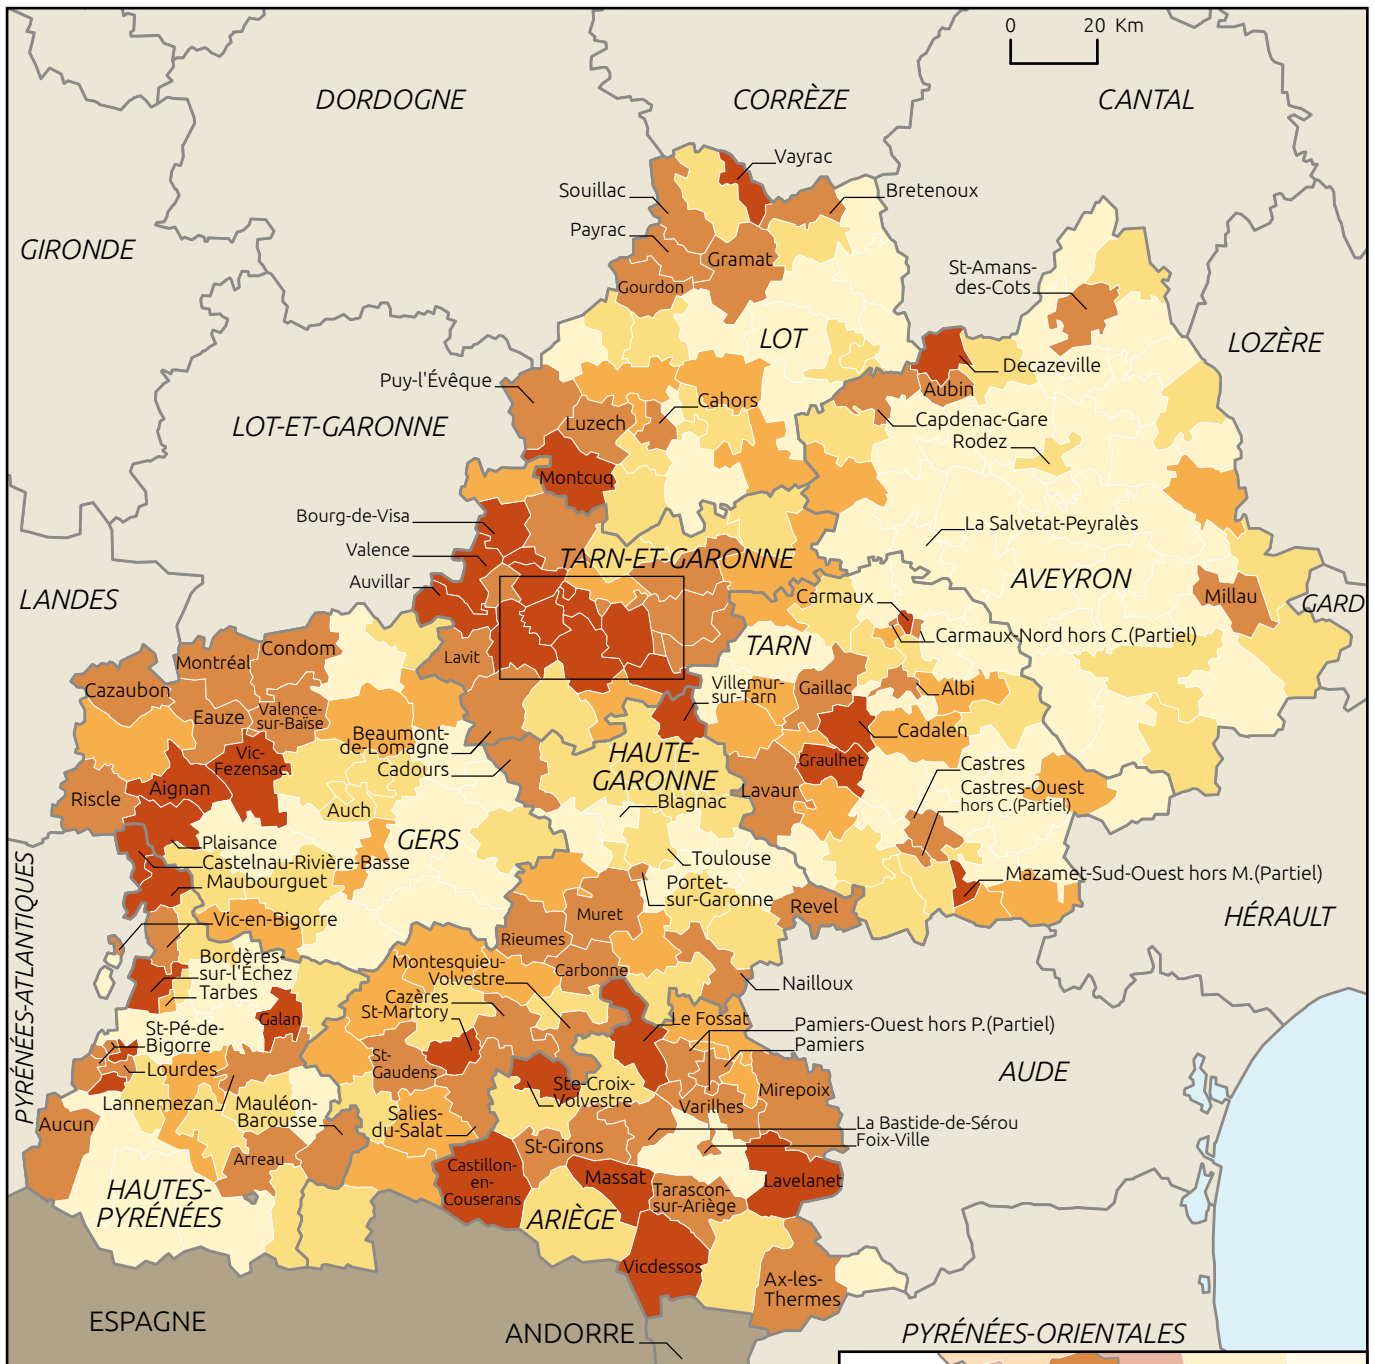 0 20 Km
DORDOGNE
CORRÈZE
CANTAL
Vayrac
Souillac
Bretenoux
Payrac
GIRONDE
Gramat
St-Amans-
des-Cots
Gourdon
LOT
LOZÈRE
Decazeville
Puy-l'Évêque
Aubin
Cahors
LOT-ET-GARONNE
Luzech
Capdenac-Gare
Rodez
Montcuq
Bourg-de-Visa
La Salvetat-Peyralès
Valence
TARN-ET-GARONNE
AVEYRON
Auvillar
LANDES
Carmaux
Millau
GARD
Carmaux-Nord hors C.(Partiel)
TARN
Condom
Montréal
Lavit
Cazaubon
Villemur-
sur-Tarn
Gaillac
Albi
Eauze
Valence-
sur-Baïse
Beaumont-
de-Lomagne
Cadalen
Vic-
Fezensac
HAUTE-
GARONNE
Cadours
Graulhet
Castres
Aignan
Riscle
Lavaur
Castres-Ouest
hors C.(Partiel)
Auch
Blagnac
GERS
Plaisance
Castelnau-Rivière-Basse
Toulouse
Maubourguet
Portet-
sur-Garonne
Mazamet-Sud-Ouest hors M.(Partiel)
PYRÉNÉES-ATLANTIQUES
Revel
HÉRAULT
Vic-en-Bigorre
Muret
Rieumes
Bordères-
sur-l'Échez
Montesquieu-
Volvestre
Carbonne
Nailloux
Tarbes
Cazères
St-Martory
Galan
Le Fossat
Pamiers-Ouest hors P.(Partiel)
St-Pé-de-
Bigorre
Pamiers
Lourdes
St-
Gaudens
AUDE
Ste-Croix-
Volvestre
Mirepoix
Lannemezan
Mauléon-
Barousse
Varilhes
Salies-
du-Salat
Aucun
La Bastide-de-Sérou
Foix-Ville
St-Girons
Arreau
Castillon-
en-
Couserans
Massat
Lavelanet
HAUTES-
PYRÉNÉES
Tarascon-
sur-Ariège
ARIÈGE
Vicdessos
Ax-les-
Thermes
ESPAGNE
ANDORRE
PYRÉNÉES-ORIENTALES